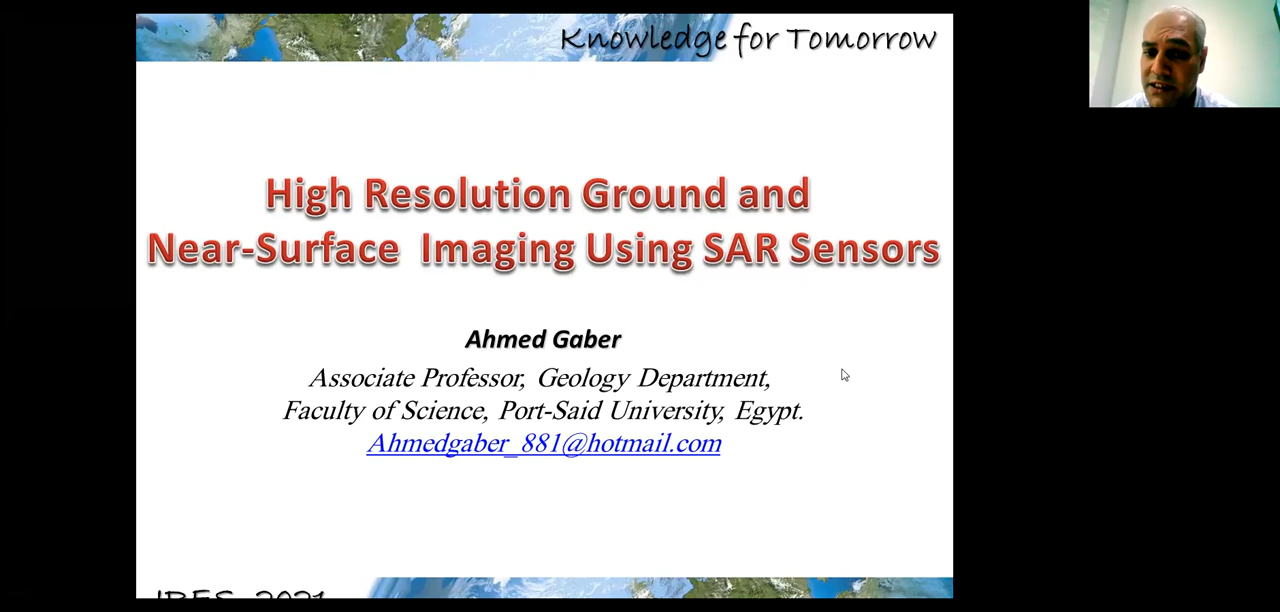 Knowledge for Tomorrow
High Resolution Ground and
Near-Surface Imaging Using SAR Sensors
Ahmed Gaber
Associate Professor, Geology Department,
Faculty of Science, Port-Said University, Egypt.
Ahmedgaber_881@hotmail.com
2021